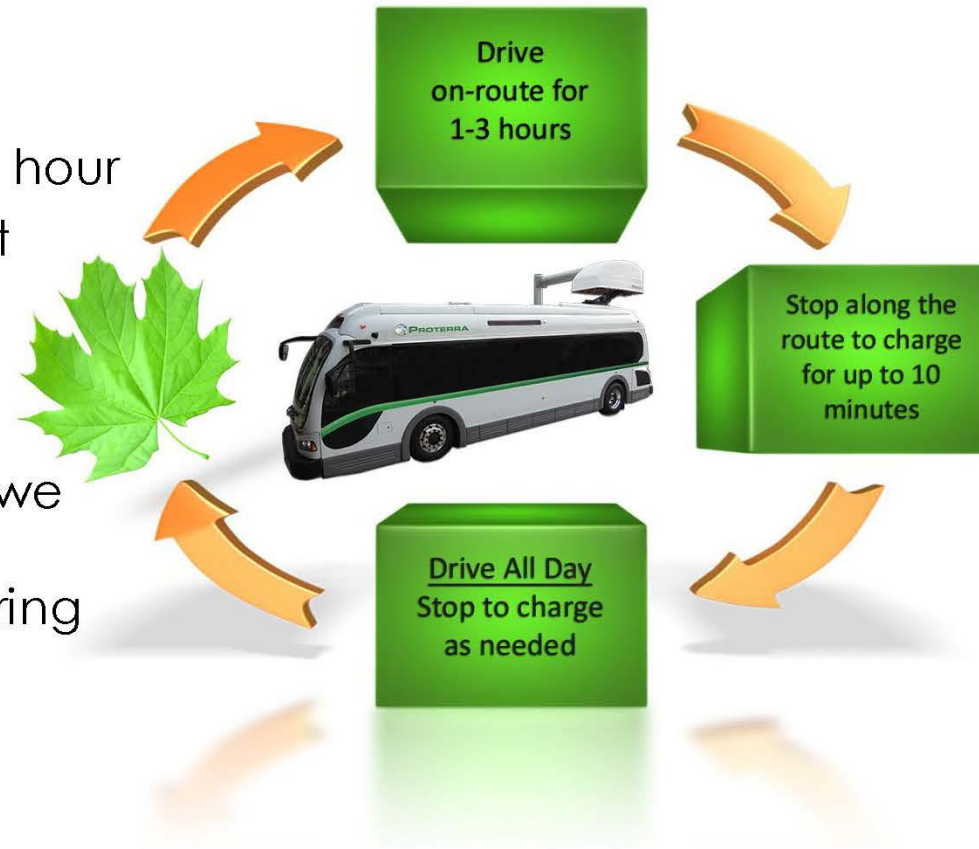 hour
we
ring
Drive
on-route for
1-3 hours
PROTERRA
Stop along the
route to charge
for up to 10
minutes
Drive All Day
Stop to charge
as needed